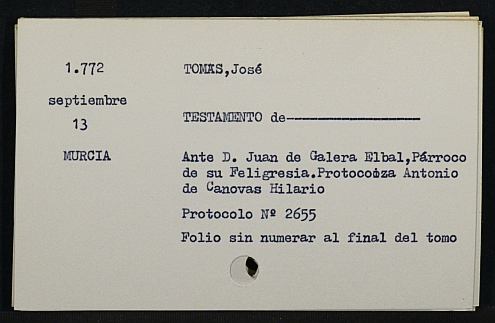 1.772
TOMAS,José
septiembre
13
TESTAMENTO de-------------------
MURCIA
Ante D. Juan de Galera Elbal,Párroco
de su Feligresia.Protocoliza Antonio
de Canovas Hilario
Protocolo Nº 2655
Folio sin numerar al final del tomo